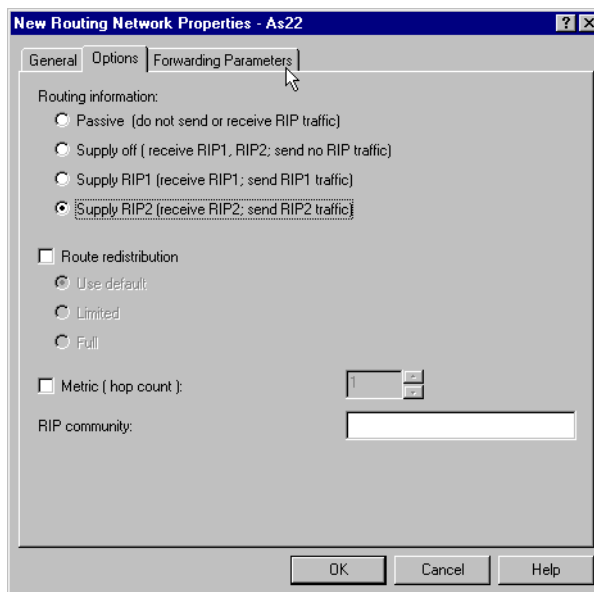 New Routing Network Properties - As22
General Options Forwarding Parameters
Routing information:
Passive (do not send or receive RIP traffic)
Supply off ( receive RIP1, RIP2; send no RIP traffic)
Supply RIP1 (receive RIP1; send RIP1 traffic)
Supply RIP2 (receive RIP2; send RIP2 traffic)
Route redistribution
Use default
Limited
Full
Metric ( hop count ): 1
RIP community:
OK Cancel Help